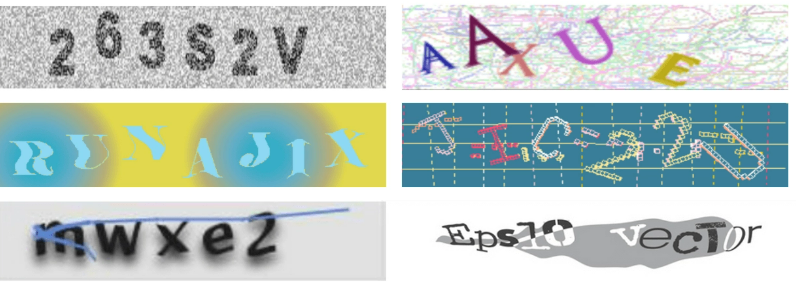 263S2V
AAXUE
RUNAJIX
mwxe2
Eps10 vecTor